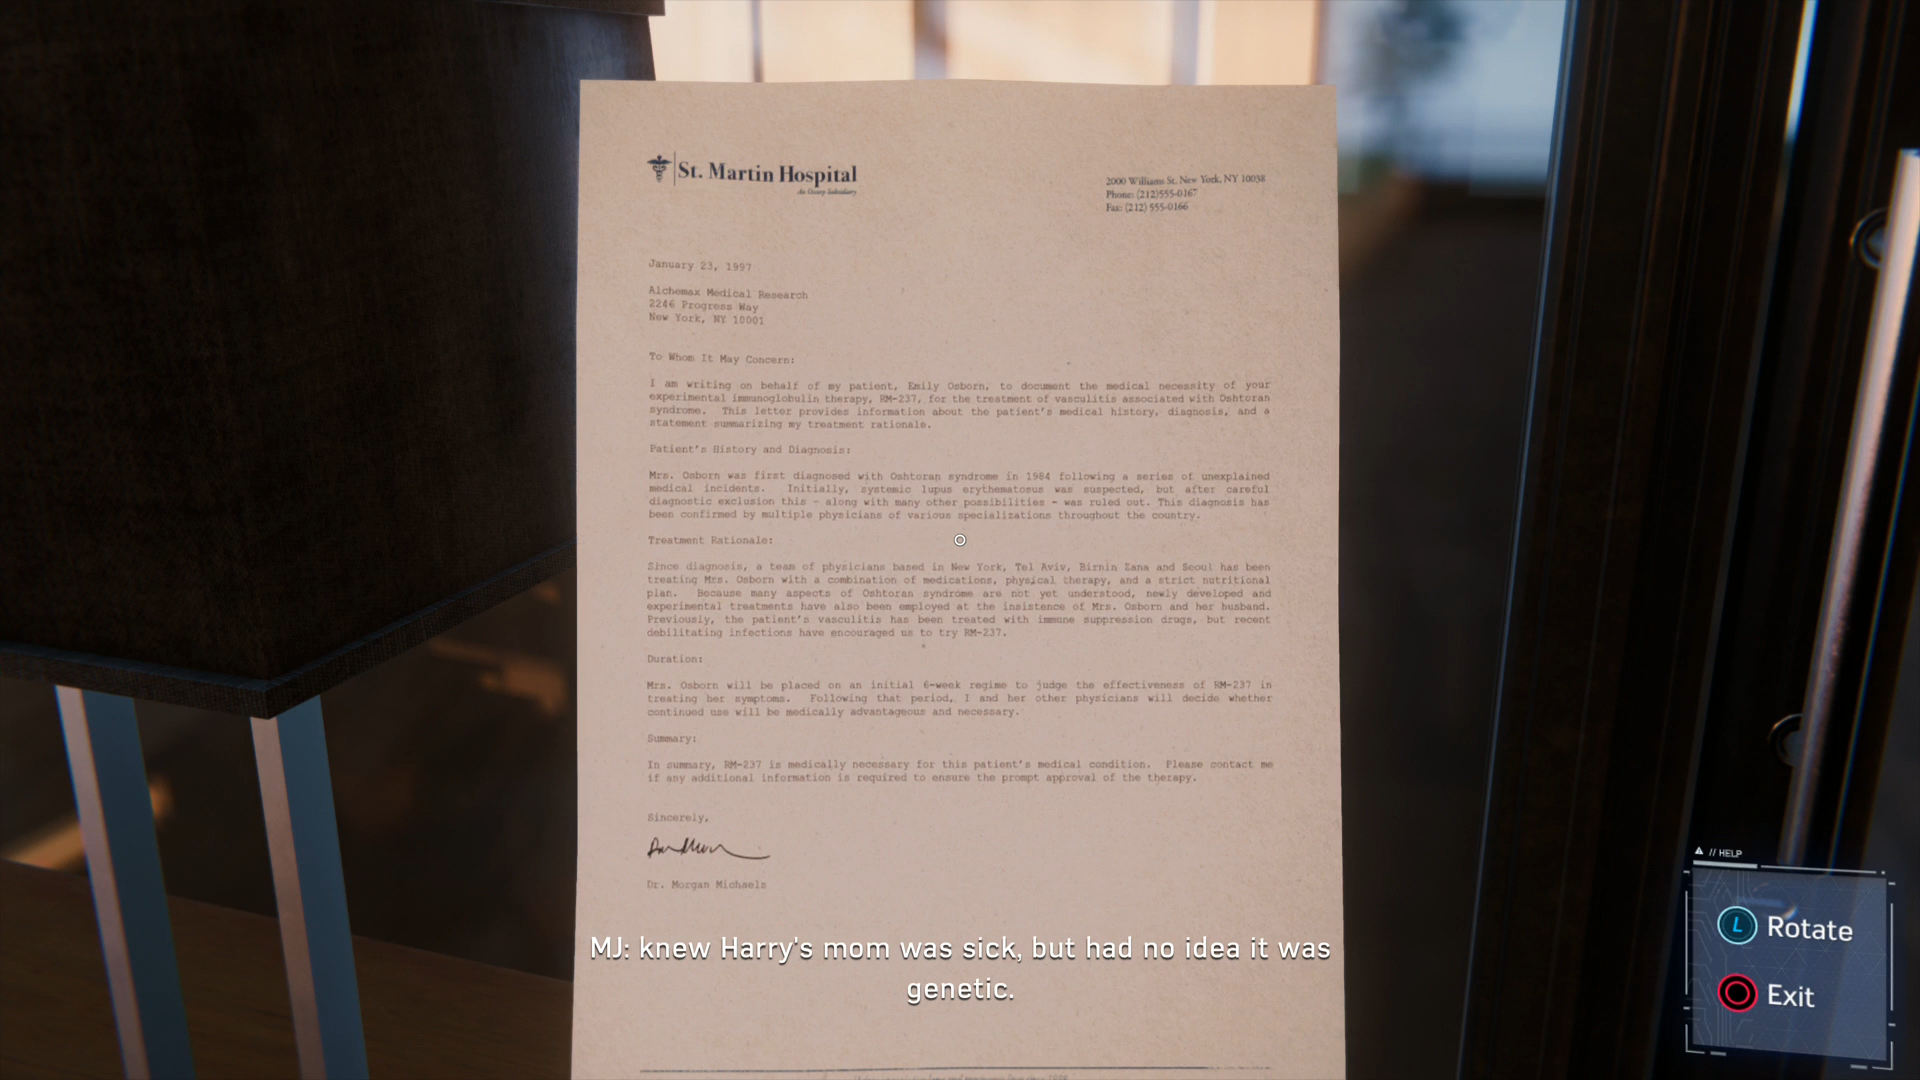 St. Martin Hospital
An Oscorp Subsidiary
2000 Williams St. New York, NY 10038
Phone: (212)555-0167
Fax: (212) 555-0166
January 23, 1997
Alchemax Medical Research
2246 Progress Way
New York, NY 10001
To Whom It May Concern:
I am writing on behalf of my patient, Emily Osborn, to document the medical necessity of your
experimental immunoglobulin therapy, RM-237, for the treatment of vasculitis associated with Oshtoran
syndrome. This letter provides information about the patient's medical history, diagnosis, and a
statement summarizing my treatment rationale.
Patient's History and Diagnosis:
Mrs. Osborn was first diagnosed with Oshtoran syndrome in 1984 following a series of unexplained
medical incidents. Initially, systemic lupus erythematosus was suspected, but after careful
diagnostic exclusion this - along with many other possibilities - was ruled out. This diagnosis has
been confirmed by multiple physicians of various specializations throughout the country.
Treatment Rationale:
Since diagnosis, a team of physicians based in New York, Tel Aviv, Birnin Zana and Seoul has been
treating Mrs. Osborn with a combination of medications, physical therapy, and a strict nutritional
plan. Because many aspects of Oshtoran syndrome are not yet understood, newly developed and
experimental treatments have also been employed at the insistence of Mrs. Osborn and her husband.
Previously, the patient's vasculitis has been treated with immune suppression drugs, but recent
debilitating infections have encouraged us to try RM-237.
Duration:
Mrs. Osborn will be placed on an initial 6-week regime to judge the effectiveness of RM-237 in
treating her symptoms. Following that period, I and her other physicians will decide whether
continued use will be medically advantageous and necessary.
Summary:
In summary, RM-237 is medically necessary for this patient's medical condition. Please contact me
if any additional information is required to ensure the prompt approval of the therapy.
Sincerely,
Dr. Morgan Michaels
MJ: knew Harry's mom was sick, but had no idea it was
genetic.
// HELP
L Rotate
Exit